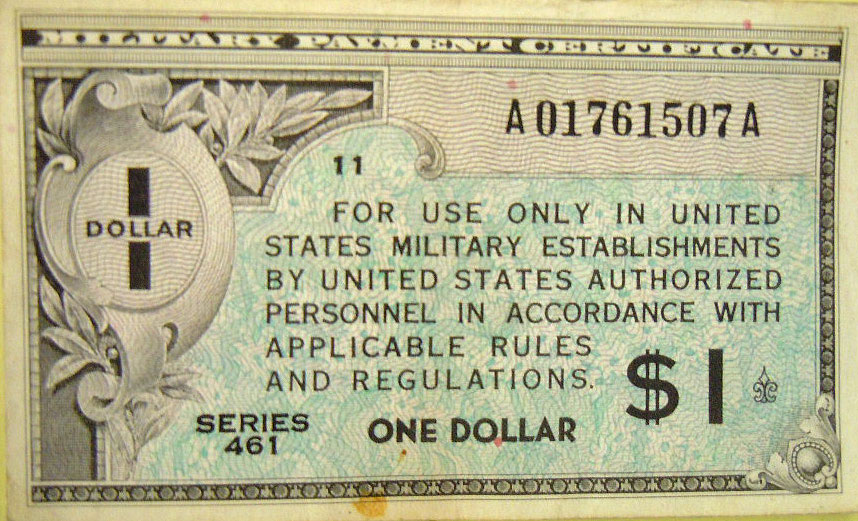 MILITARY PAYMENT CERTIFICATE
A01761507A
11
1
DOLLAR
FOR USE ONLY IN UNITED
STATES MILITARY ESTABLISHMENTS
BY UNITED STATES AUTHORIZED
PERSONNEL IN ACCORDANCE WITH
APPLICABLE RULES
AND REGULATIONS.
$1
SERIES
461
ONE DOLLAR